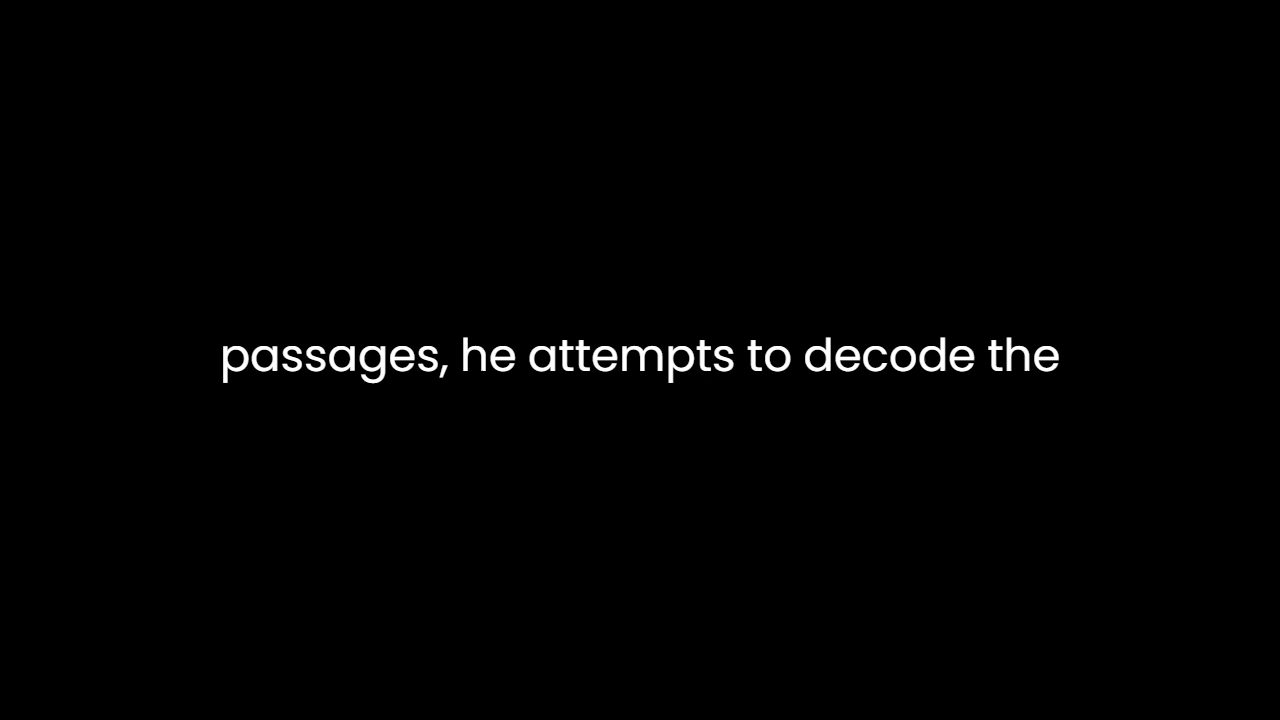 passages, he attempts to decode the